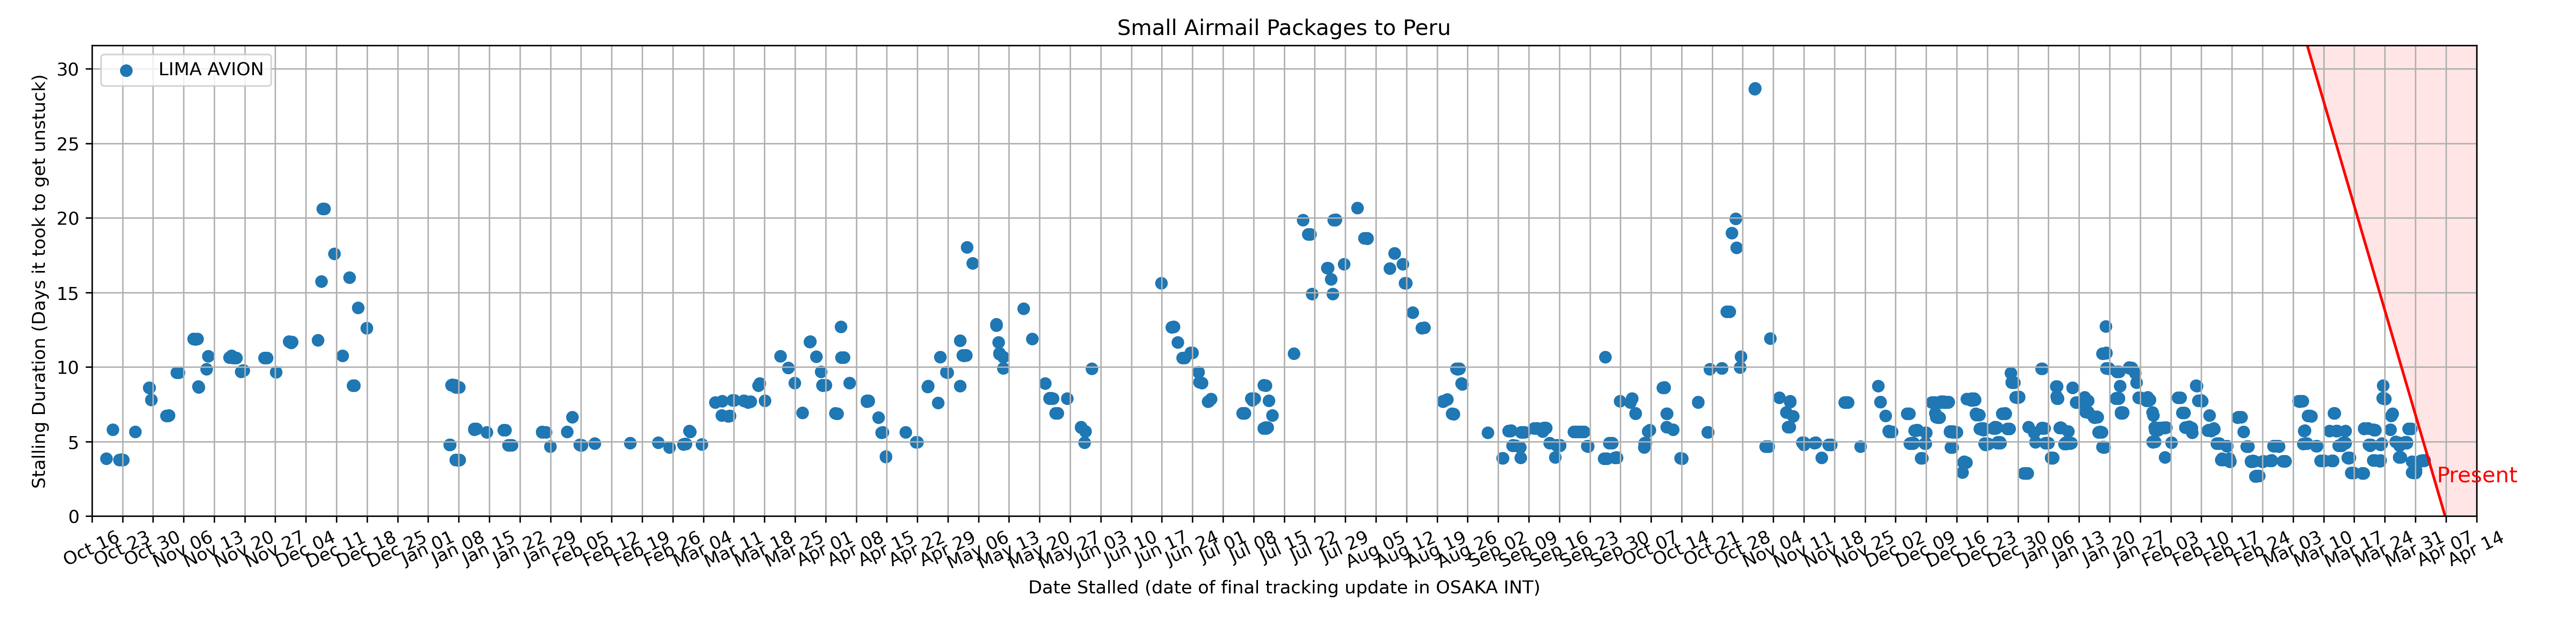 Small Airmail Packages to Peru
LIMA AVION
Stalling Duration (Days it took to get unstuck)
30
25
20
15
10
5
0
Present
Oct 16
Oct 23
Oct 30
Nov 06
Nov 13
Nov 20
Nov 27
Dec 04
Dec 11
Dec 18
Dec 25
Jan 01
Jan 08
Jan 15
Jan 22
Jan 29
Feb 05
Feb 12
Feb 19
Feb 26
Mar 04
Mar 11
Mar 18
Mar 25
Apr 01
Apr 08
Apr 15
Apr 22
Apr 29
May 06
May 13
May 20
May 27
Jun 03
Jun 10
Jun 17
Jun 24
Jul 01
Jul 08
Jul 15
Jul 22
Jul 29
Aug 05
Aug 12
Aug 19
Aug 26
Sep 02
Sep 09
Sep 16
Sep 23
Sep 30
Oct 07
Oct 14
Oct 21
Oct 28
Nov 04
Nov 11
Nov 18
Nov 25
Dec 02
Dec 09
Dec 16
Dec 23
Dec 30
Jan 06
Jan 13
Jan 20
Jan 27
Feb 03
Feb 10
Feb 17
Feb 24
Mar 03
Mar 10
Mar 17
Mar 24
Mar 31
Apr 07
Apr 14
Date Stalled (date of final tracking update in OSAKA INT)